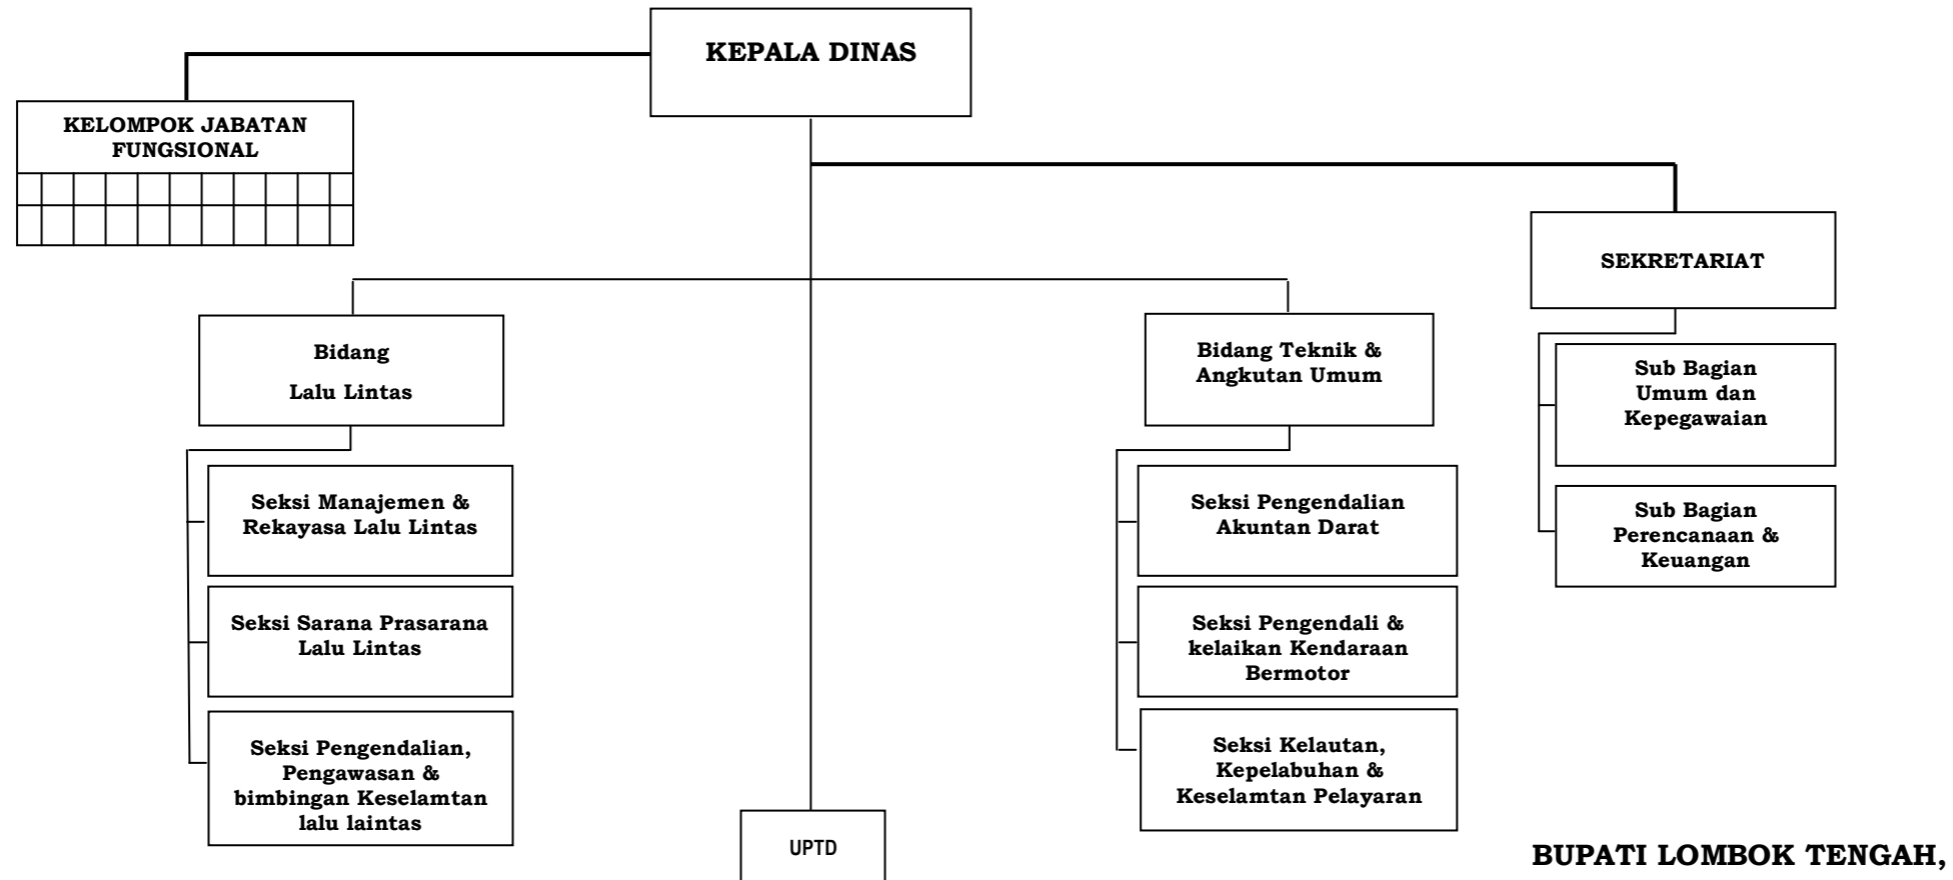 KEPALA DINAS
KELOMPOK JABATAN
FUNGSIONAL
SEKRETARIAT
Bidang
Lalu Lintas
Bidang Teknik &
Angkutan Umum
Sub Bagian
Umum dan
Kepegawaian
Sub Bagian
Perencanaan &
Keuangan
Seksi Manajemen &
Rekayasa Lalu Lintas
Seksi Sarana Prasarana
Lalu Lintas
Seksi Pengendalian,
Pengawasan &
bimbingan Keselamtan
lalu laintas
Seksi Pengendalian
Akuntan Darat
Seksi Pengendali &
kelaikan Kendaraan
Bermotor
Seksi Kelautan,
Kepelabuhan &
Keselamtan Pelayaran
UPTD
BUPATI LOMBOK TENGAH,